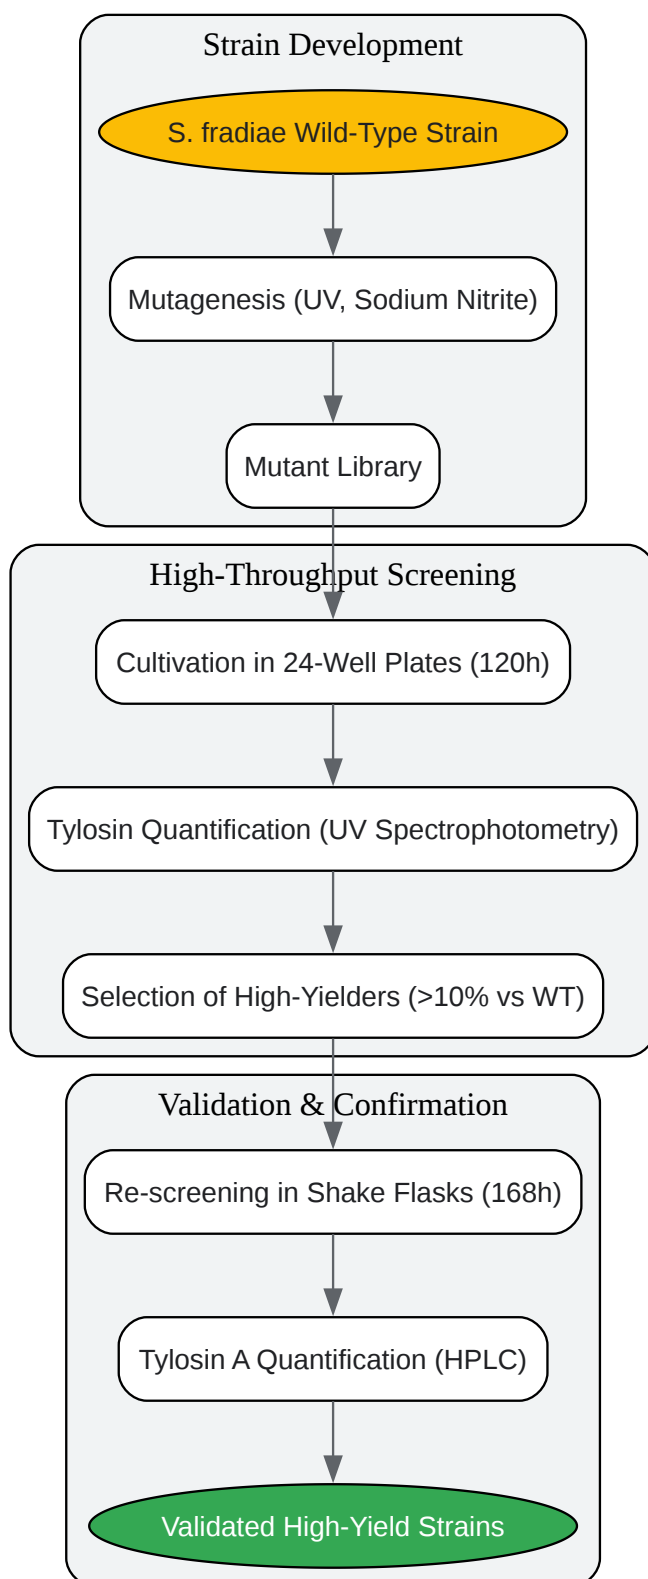 Strain Development
S. fradiae Wild-Type Strain
Mutagenesis (UV, Sodium Nitrite)
Mutant Library
High-Throughput Screening
Cultivation in 24-Well Plates (120h)
Tylosin Quantification (UV Spectrophotometry)
Selection of High-Yielders (>10% vs WT)
Validation & Confirmation
Re-screening in Shake Flasks (168h)
Tylosin A Quantification (HPLC)
Validated High-Yield Strains